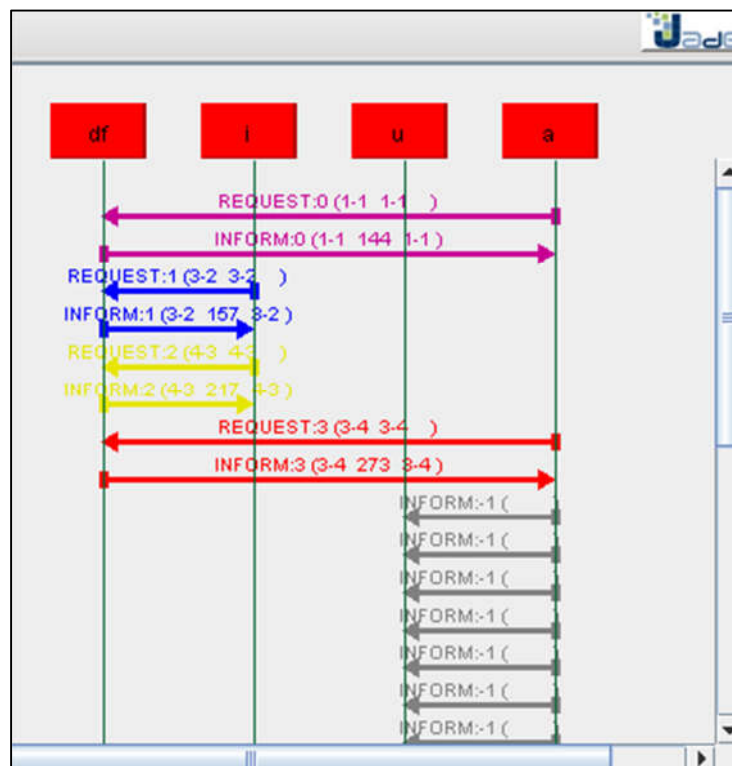 Jade
df i u a
REQUEST:0 (1-1 1-1 )
INFORM:0 (1-1 144 1-1)
REQUEST:1 (3-2 3-2 )
INFORM:1 (3-2 157 3-2)
REQUEST:2 (4-3 4-3 )
INFORM:2 (4-3 217 4-3)
REQUEST:3 (3-4 3-4 )
INFORM:3 (3-4 273 3-4)
INFORM:-1 (
INFORM:-1 (
INFORM:-1 (
INFORM:-1 (
INFORM:-1 (
INFORM:-1 (
INFORM:-1 (